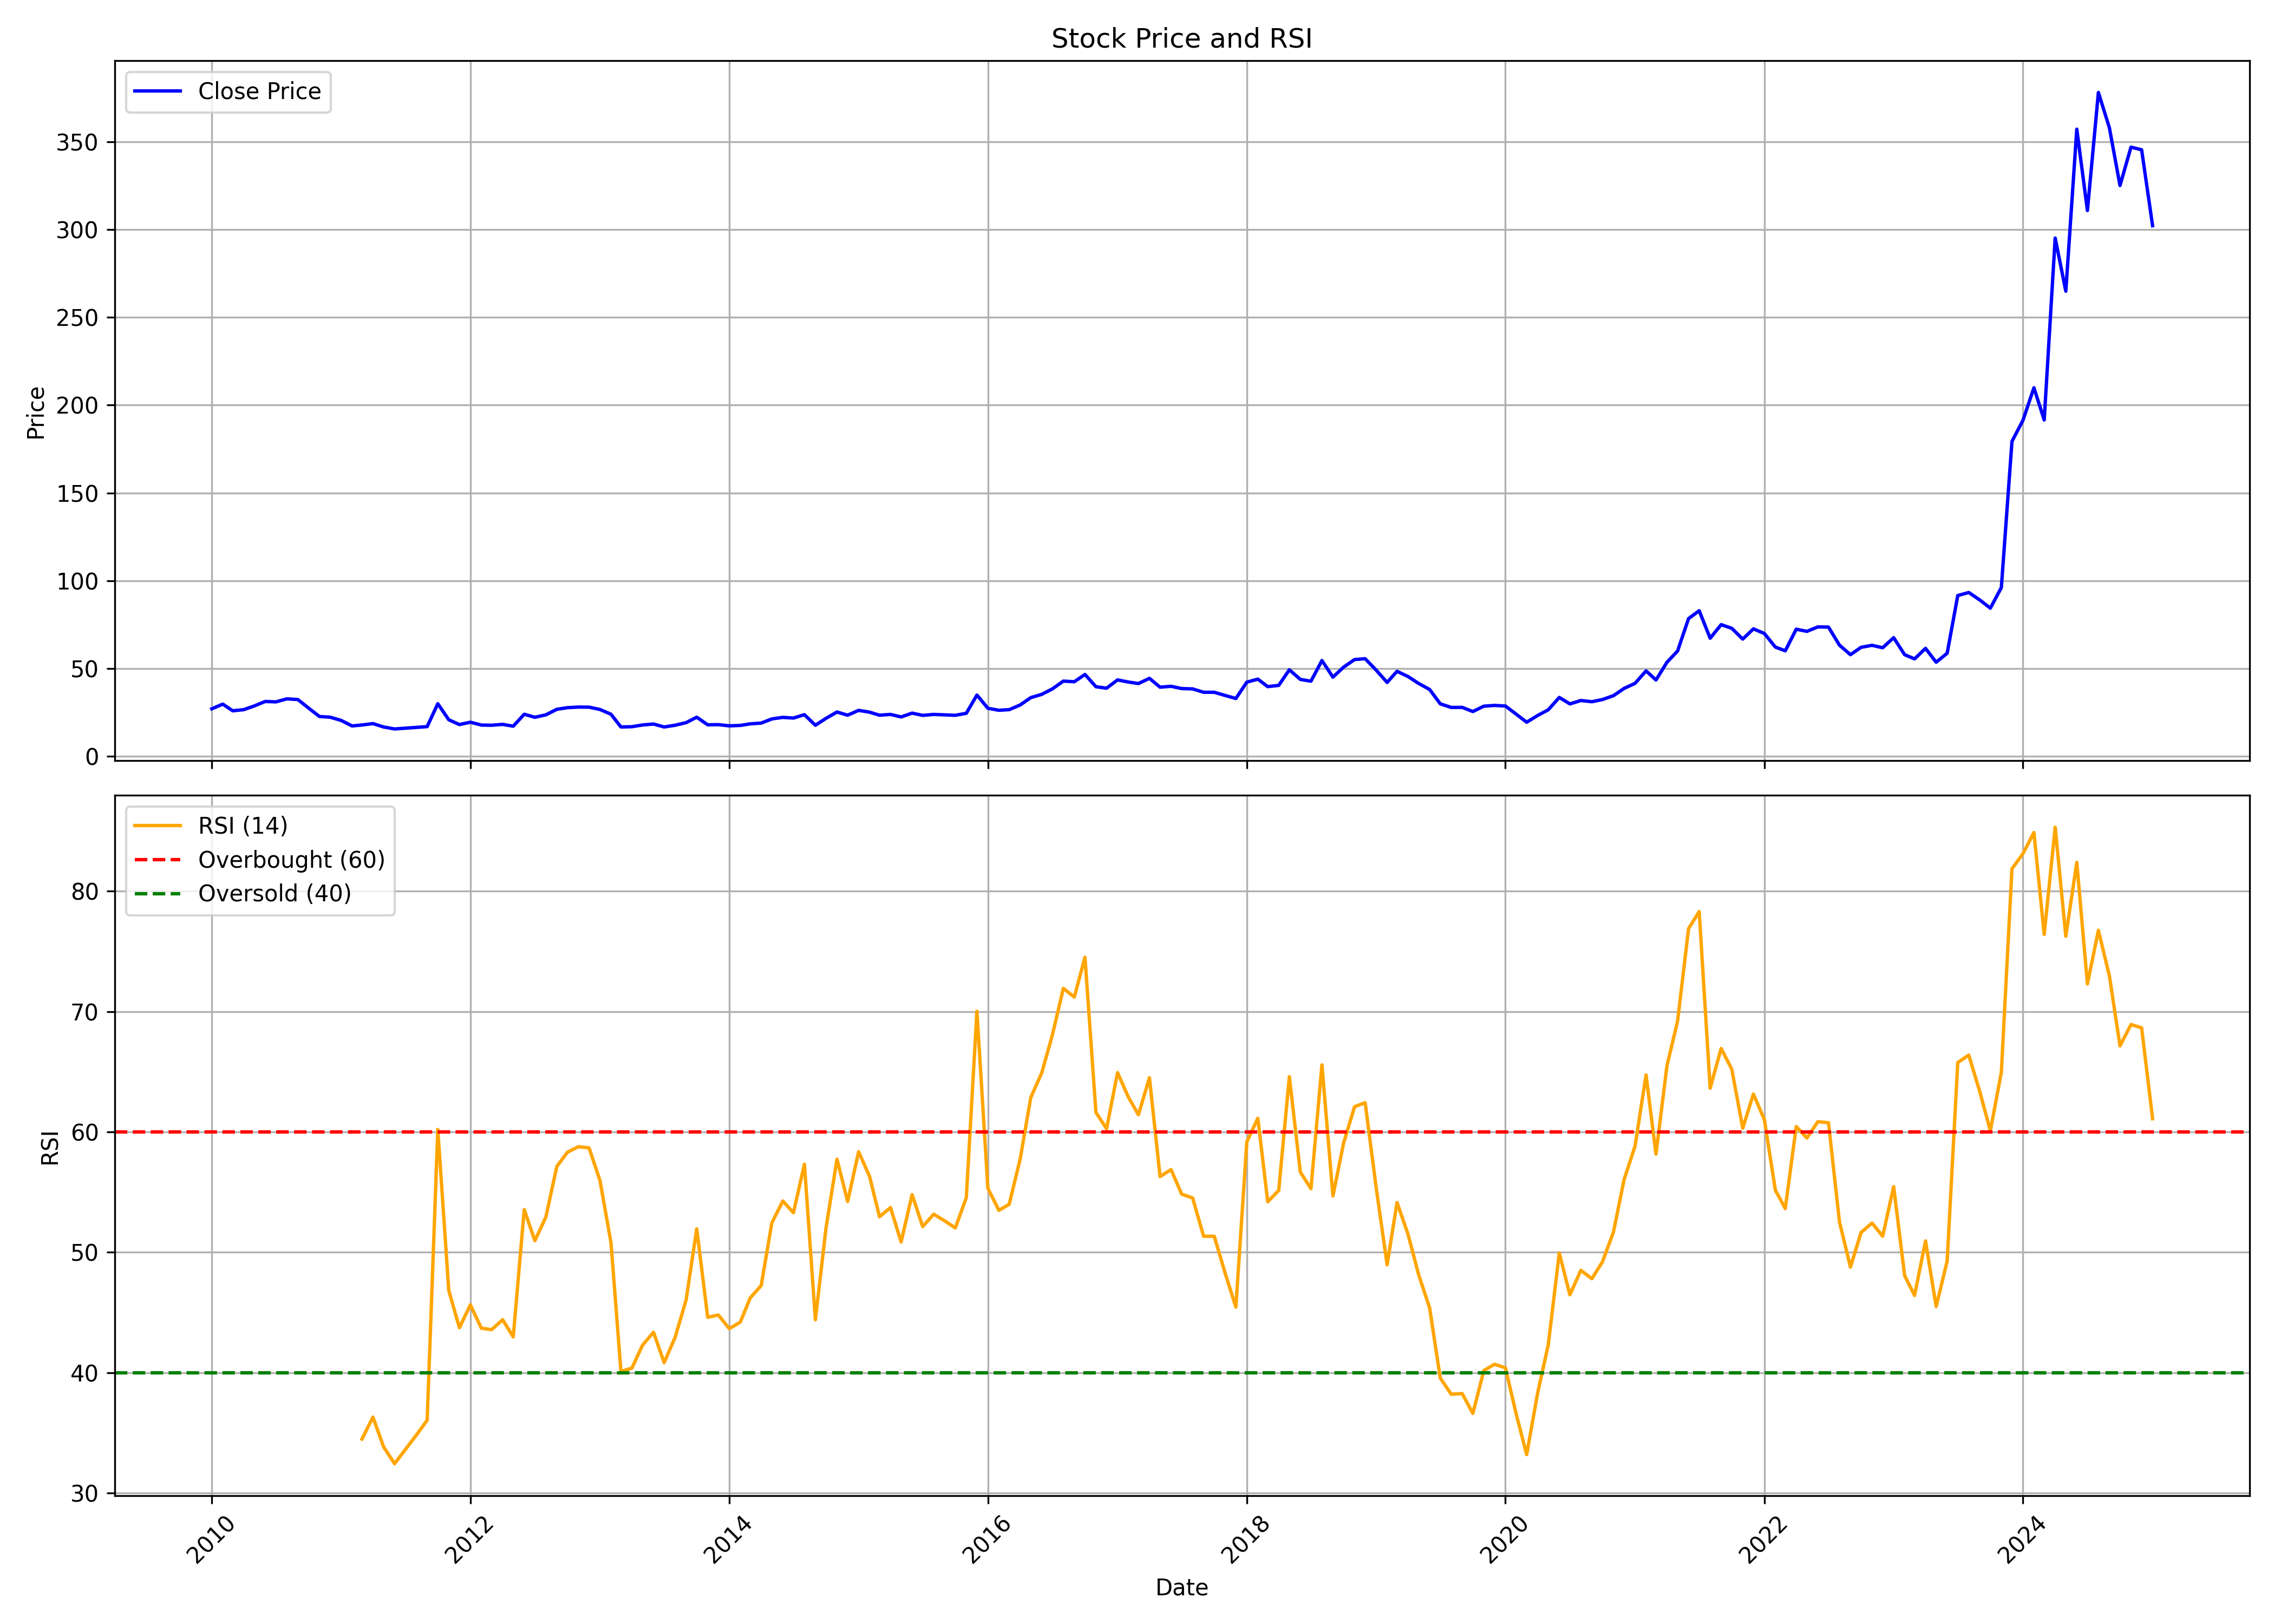 Stock Price and RSI
Close Price
Price
350
300
250
200
150
100
50
0
RSI (14)
Overbought (60)
Oversold (40)
RSI
80
70
60
50
40
30
2010
2012
2014
2016
2018
2020
2022
2024
Date